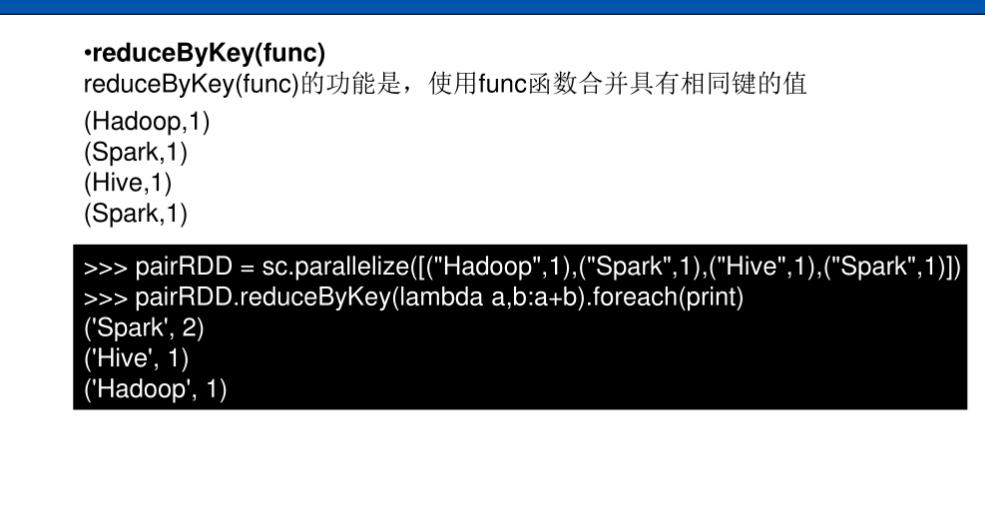 •reduceByKey(func)
reduceByKey(func)的功能是，使用func函数合并具有相同键的值
(Hadoop,1)
(Spark,1)
(Hive,1)
(Spark,1)
>>> pairRDD = sc.parallelize([("Hadoop",1),("Spark",1),("Hive",1),("Spark",1)])
>>> pairRDD.reduceByKey(lambda a,b:a+b).foreach(print)
('Spark', 2)
('Hive', 1)
('Hadoop', 1)